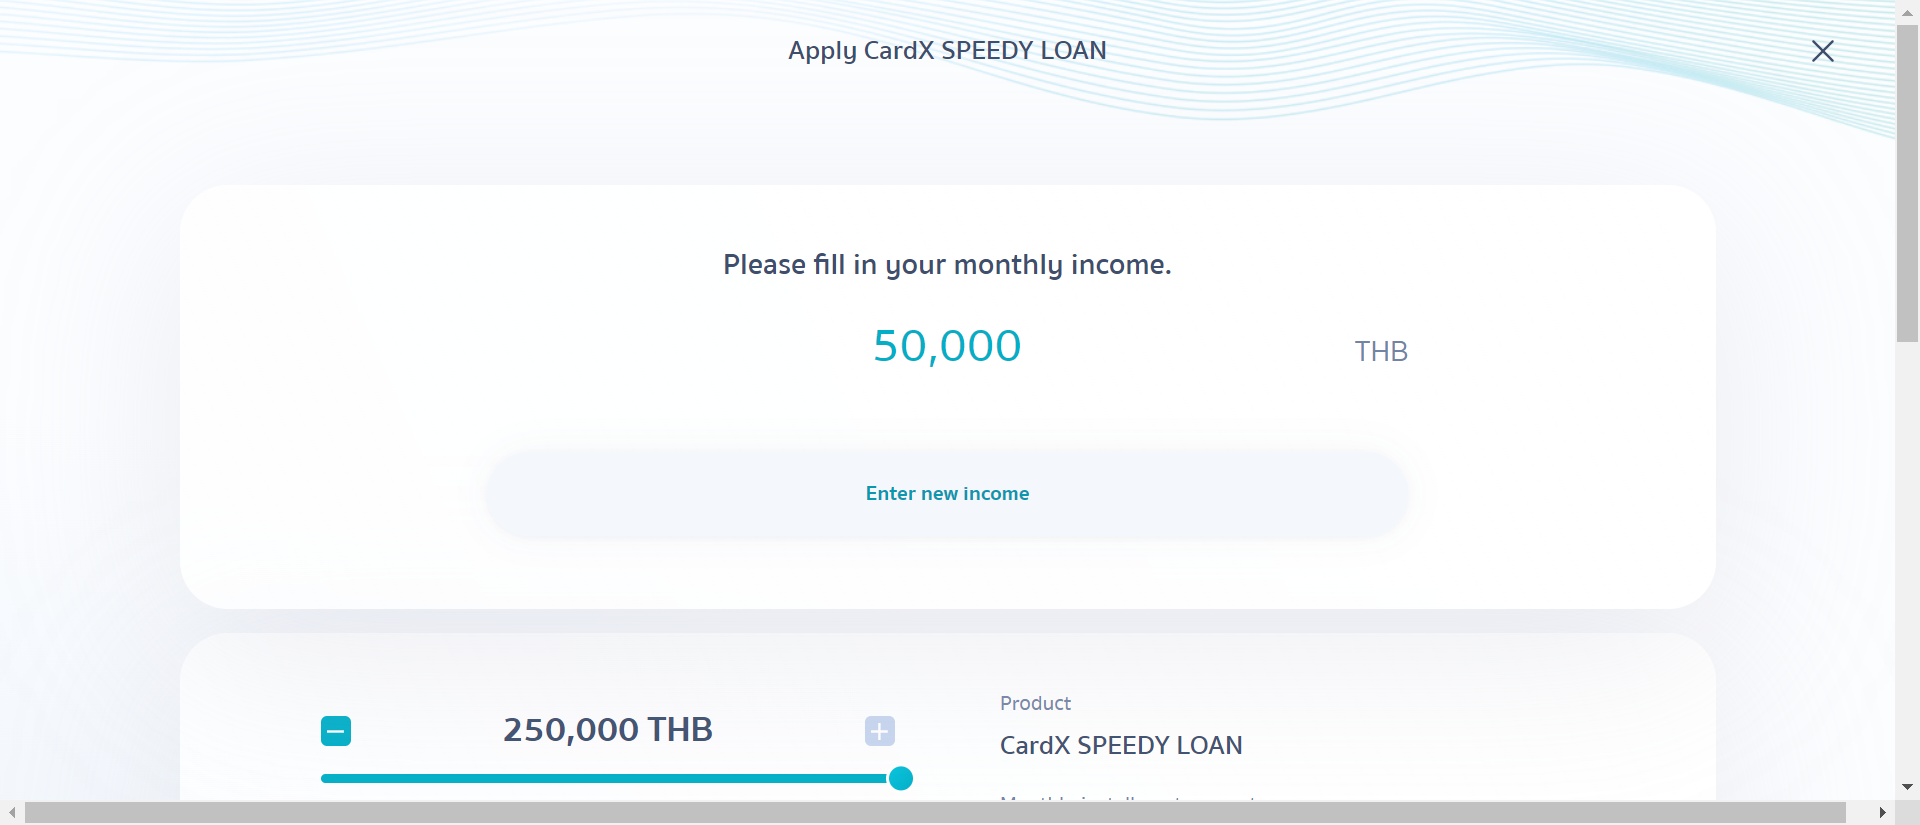 Apply CardX SPEEDY LOAN
Please fill in your monthly income.
50,000
THB
Enter new income
250,000 THB
Product
CardX SPEEDY LOAN